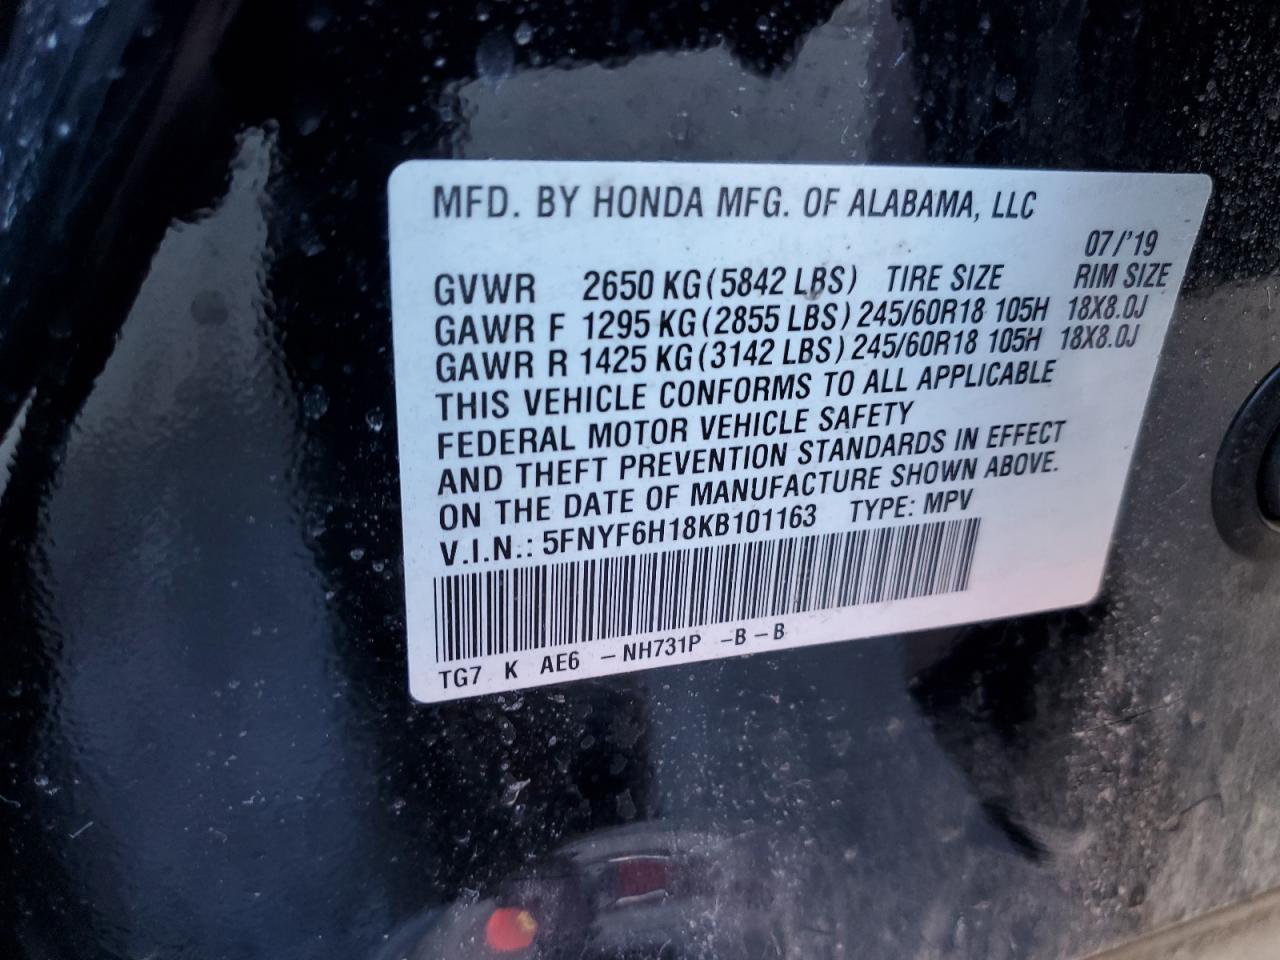 MFD. BY HONDA MFG. OF ALABAMA, LLC
07/'19
GVWR 2650 KG (5842 LBS) TIRE SIZE RIM SIZE
GAWR F 1295 KG (2855 LBS) 245/60R18 105H 18X8.0J
GAWR R 1425 KG (3142 LBS) 245/60R18 105H 18X8.0J
THIS VEHICLE CONFORMS TO ALL APPLICABLE
FEDERAL MOTOR VEHICLE SAFETY
AND THEFT PREVENTION STANDARDS IN EFFECT
ON THE DATE OF MANUFACTURE SHOWN ABOVE.
V.I.N.: 5FNYF6H18KB101163 TYPE: MPV
TG7 K AE6 -NH731P -B-B